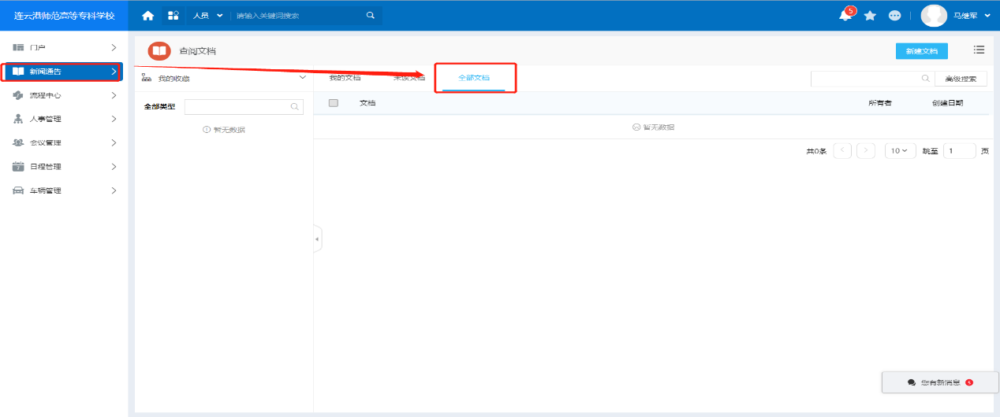 连云港师范高等专科学校
人员
请输入关键词搜索
5
马继军
门户
新闻通告
流程中心
人事管理
会议管理
7
日程管理
车辆管理
查阅文档
新建文档
我的收藏
我的文档
未读文档
全部文档
高级搜索
全部类型
暂无数据
文档
所有者
创建日期
暂无数据
共0条
10
跳至
1
页
您有新消息
5